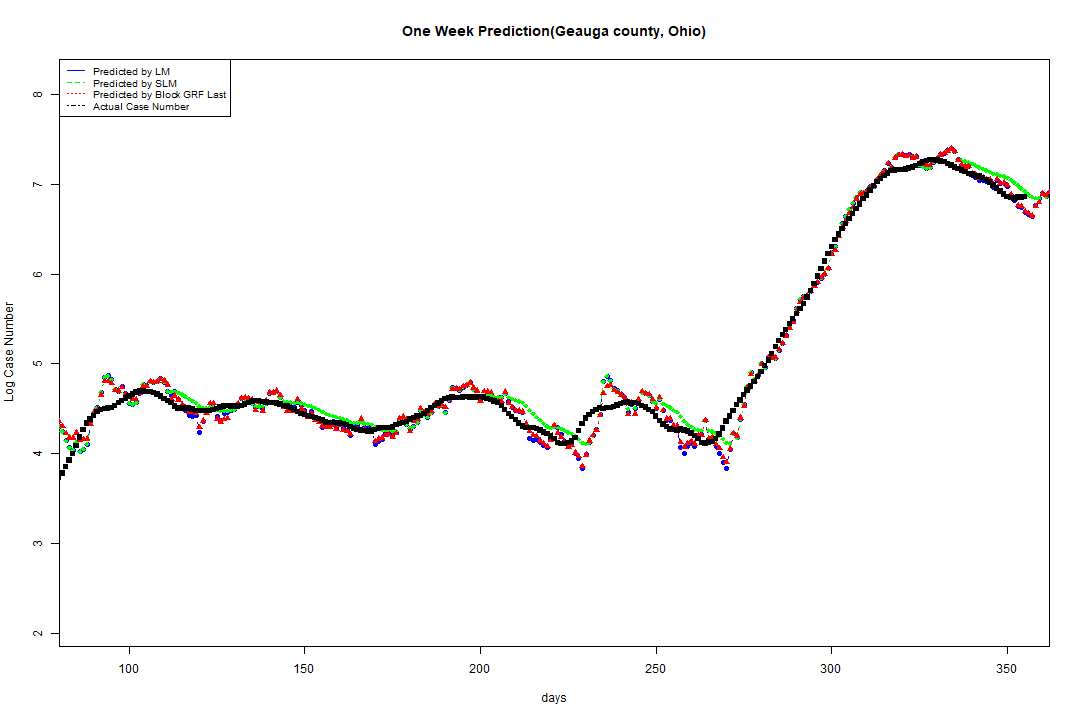 One Week Prediction(Geauga county, Ohio)
Predicted by LM
Predicted by SLM
Predicted by Block GRF Last
Actual Case Number
8
7
6
5
4
3
2
Log Case Number
100 150 200 250 300 350
days